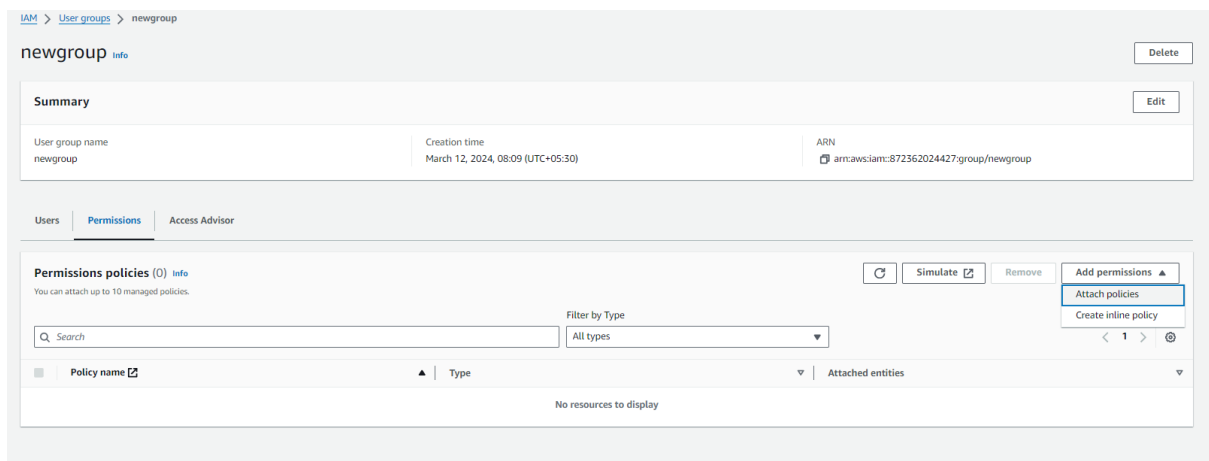 IAM > User groups > newgroup
newgroup Info
Delete
Summary
Edit
User group name
newgroup
Creation time
March 12, 2024, 08:09 (UTC+05:30)
ARN
arn:aws:iam::872362024427:group/newgroup
Users
Permissions
Access Advisor
Permissions policies (0) Info
You can attach up to 10 managed policies.
Simulate
Remove
Add permissions
Attach policies
Create inline policy
Filter by Type
Search
All types
< 1 >
Policy name
Type
Attached entities
No resources to display